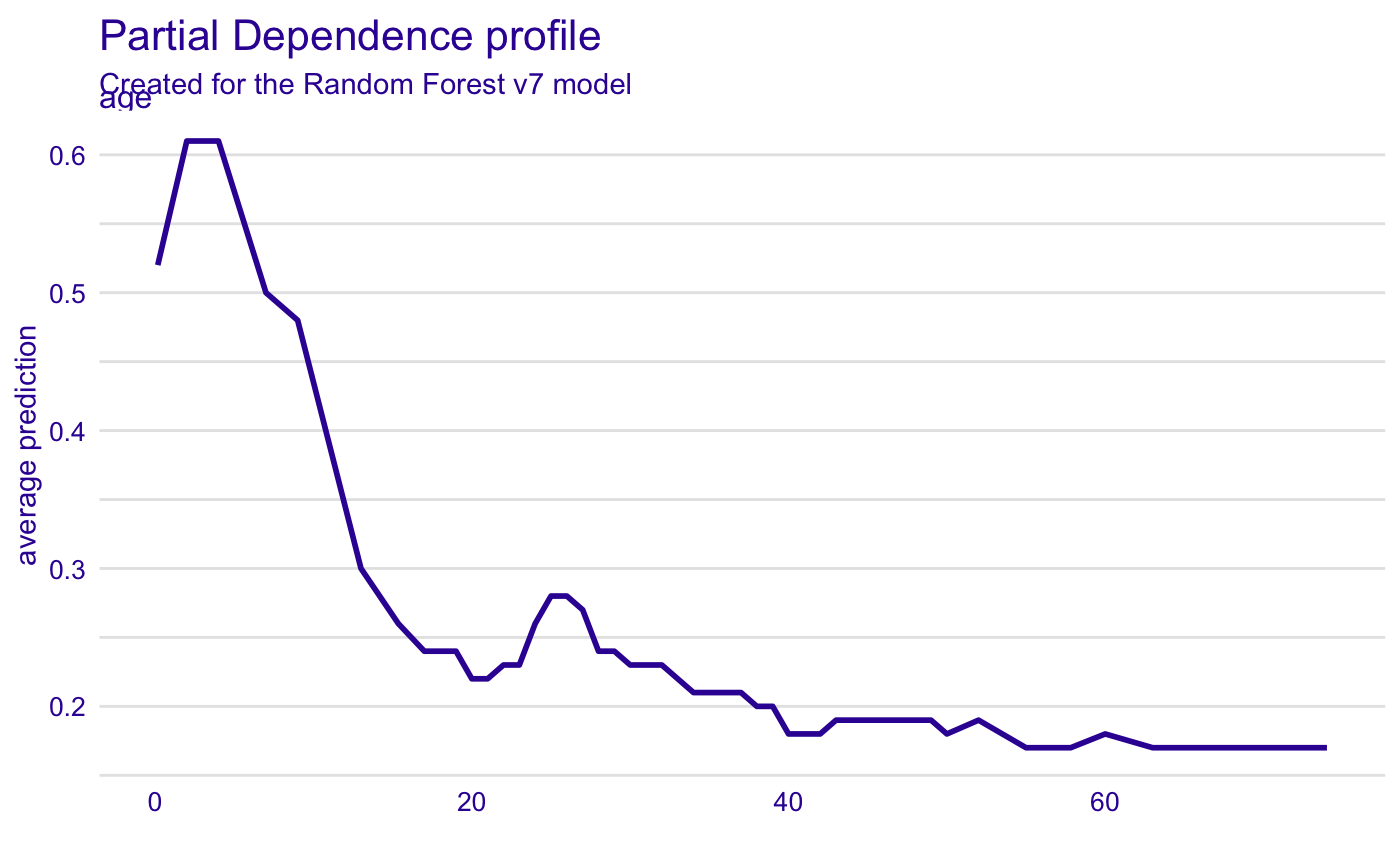 Partial Dependence profile
Created for the Random Forest v7 model
age
0.6
0.5
0.4
0.3
0.2
average prediction
0 20 40 60